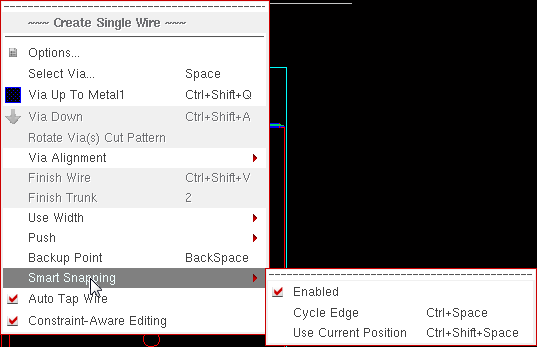 ~~~ Create Single Wire ~~~
Options...
Select Via... Space
Via Up To Metal1 Ctrl+Shift+Q
Via Down Ctrl+Shift+A
Rotate Via(s) Cut Pattern
Via Alignment
Finish Wire Ctrl+Shift+V
Finish Trunk 2
Use Width
Push
Backup Point BackSpace
Smart Snapping
Auto Tap Wire
Constraint-Aware Editing
Enabled
Cycle Edge Ctrl+Space
Use Current Position Ctrl+Shift+Space